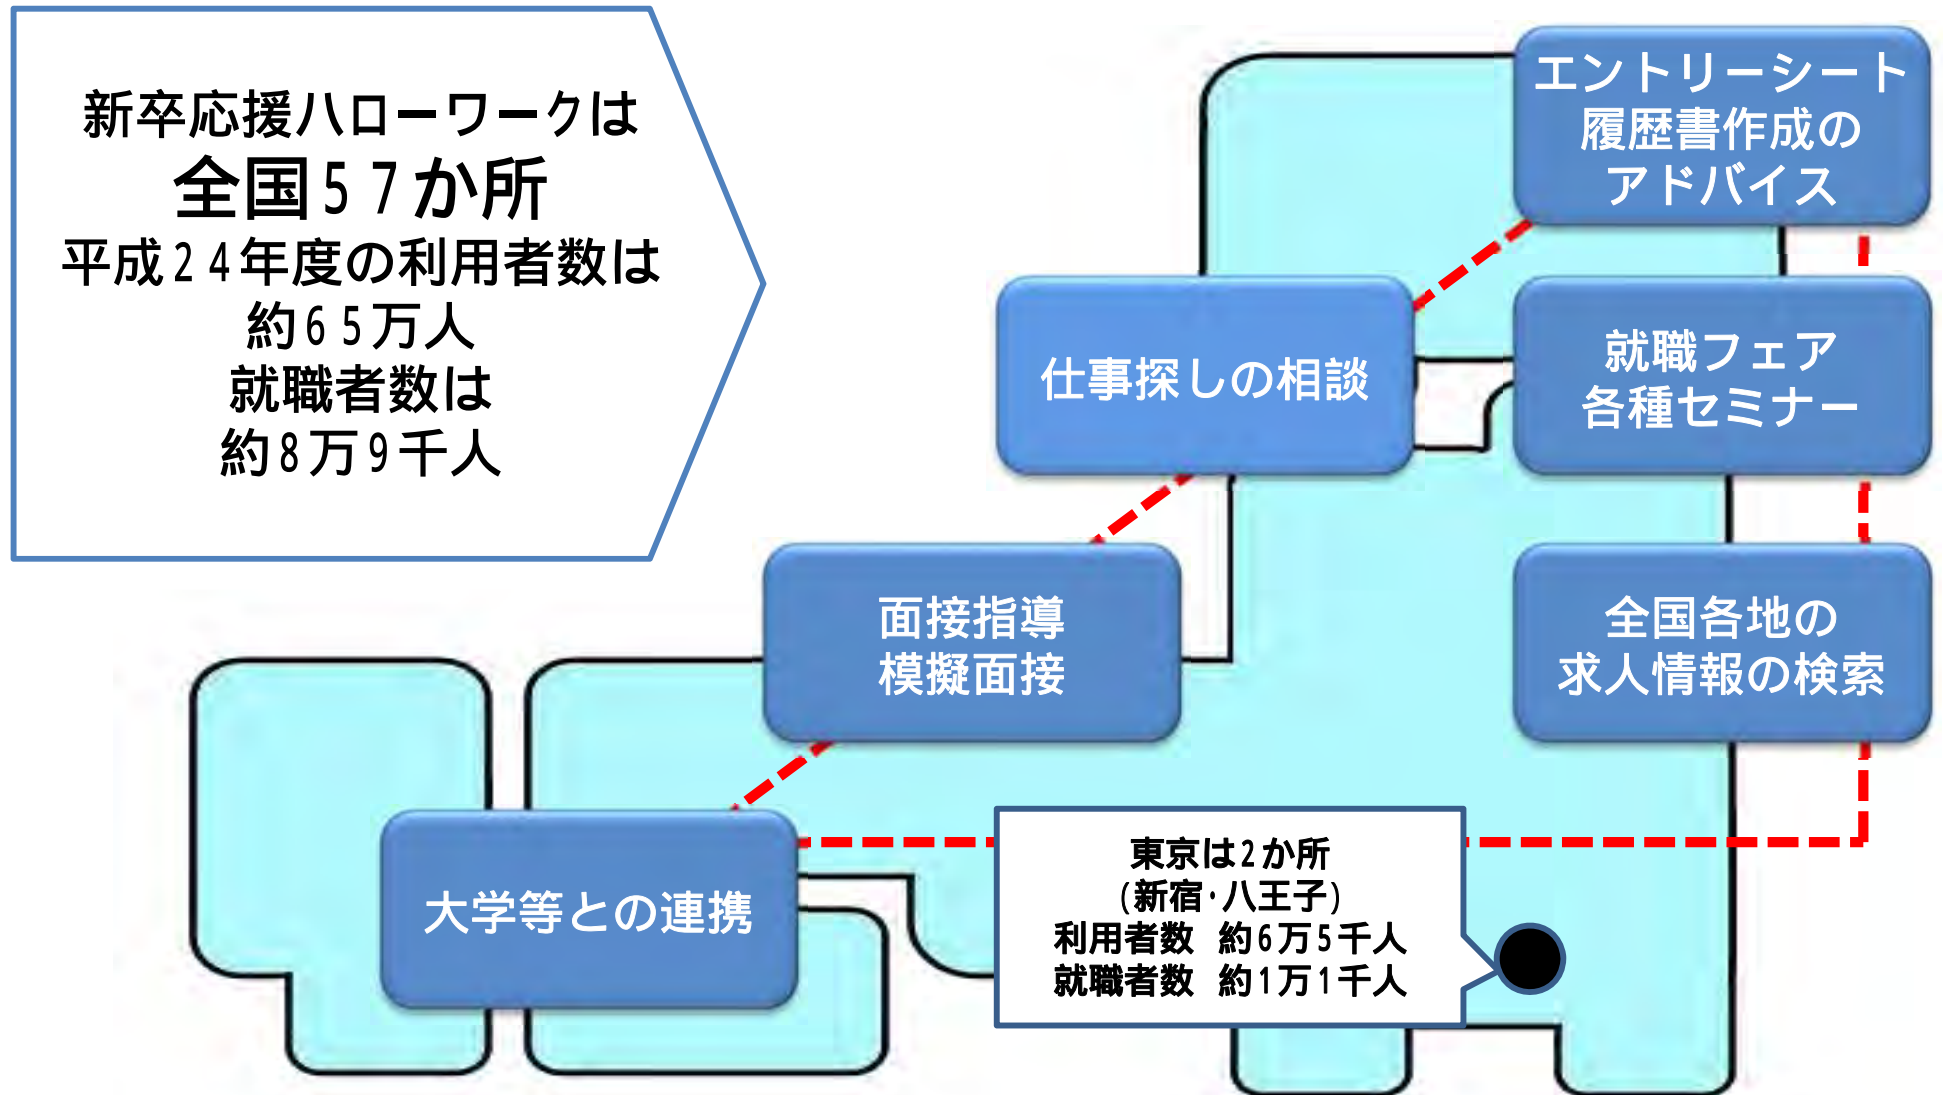 新卒応援ハローワークは
全国57か所
平成24年度の利用者数は
約65万人
就職者数は
約8万9千人
エントリーシート
履歴書作成の
アドバイス
仕事探しの相談
就職フェア
各種セミナー
面接指導
模擬面接
全国各地の
求人情報の検索
大学等との連携
東京は2か所
(新宿・八王子)
利用者数 約6万5千人
就職者数 約1万1千人